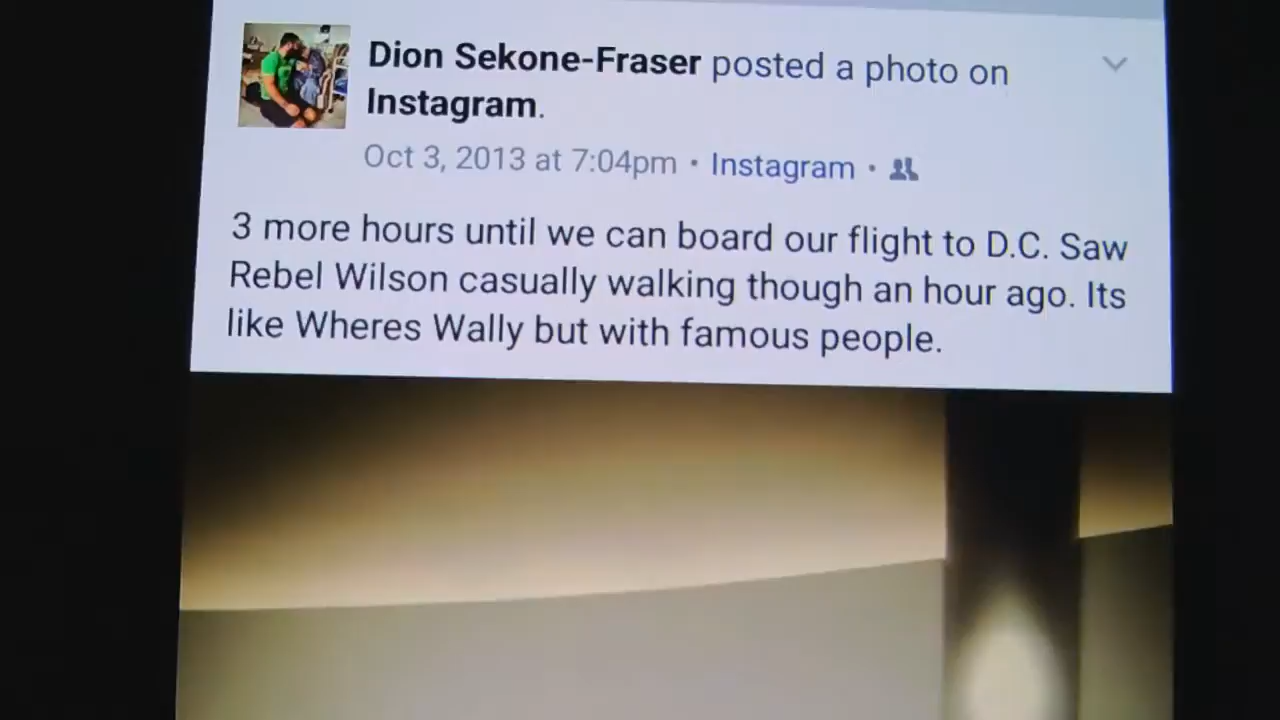 Dion Sekone-Fraser posted a photo on
Instagram.
Oct 3, 2013 at 7:04pm · Instagram ·
3 more hours until we can board our flight to D.C. Saw
Rebel Wilson casually walking though an hour ago. Its
like Wheres Wally but with famous people.